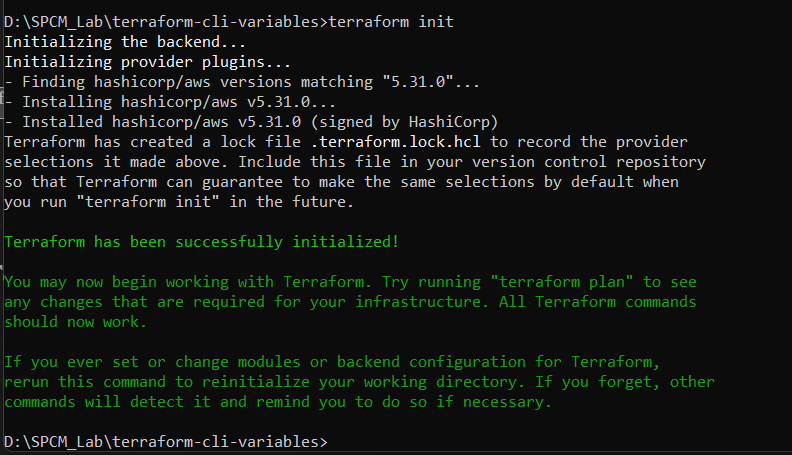 D:\SPCM_Lab\terraform-cli-variables>terraform init
Initializing the backend...
Initializing provider plugins...
- Finding hashicorp/aws versions matching "5.31.0"...
- Installing hashicorp/aws v5.31.0...
- Installed hashicorp/aws v5.31.0 (signed by HashiCorp)
Terraform has created a lock file .terraform.lock.hcl to record the provider
selections it made above. Include this file in your version control repository
so that Terraform can guarantee to make the same selections by default when
you run "terraform init" in the future.
Terraform has been successfully initialized!
You may now begin working with Terraform. Try running "terraform plan" to see
any changes that are required for your infrastructure. All Terraform commands
should now work.
If you ever set or change modules or backend configuration for Terraform,
rerun this command to reinitialize your working directory. If you forget, other
commands will detect it and remind you to do so if necessary.
D:\SPCM_Lab\terraform-cli-variables>